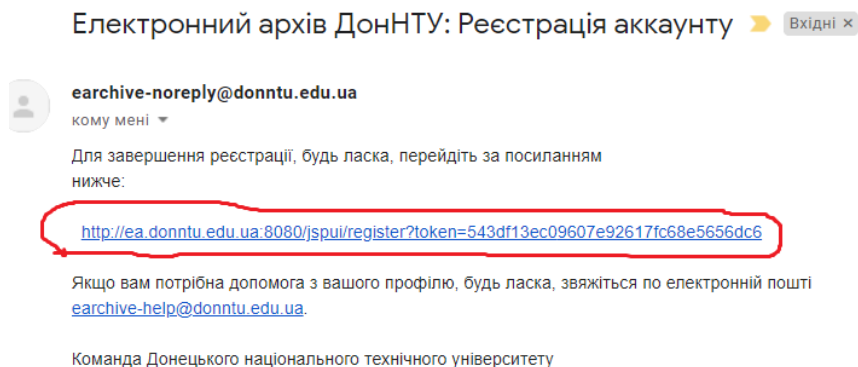 Електронний архів ДонНТУ: Реєстрація аккаунту Вхідні ×
earchive-noreply@donntu.edu.ua
кому мені
Для завершення реєстрації, будь ласка, перейдіть за посиланням
нижче:
http://ea.donntu.edu.ua:8080/jspui/register?token=543df13ec09607e92617fc68e5656dc6
Якщо вам потрібна допомога з вашого профілю, будь ласка, звяжіться по електронній пошті
earchive-help@donntu.edu.ua.
Команда Донецького національного технічного університету